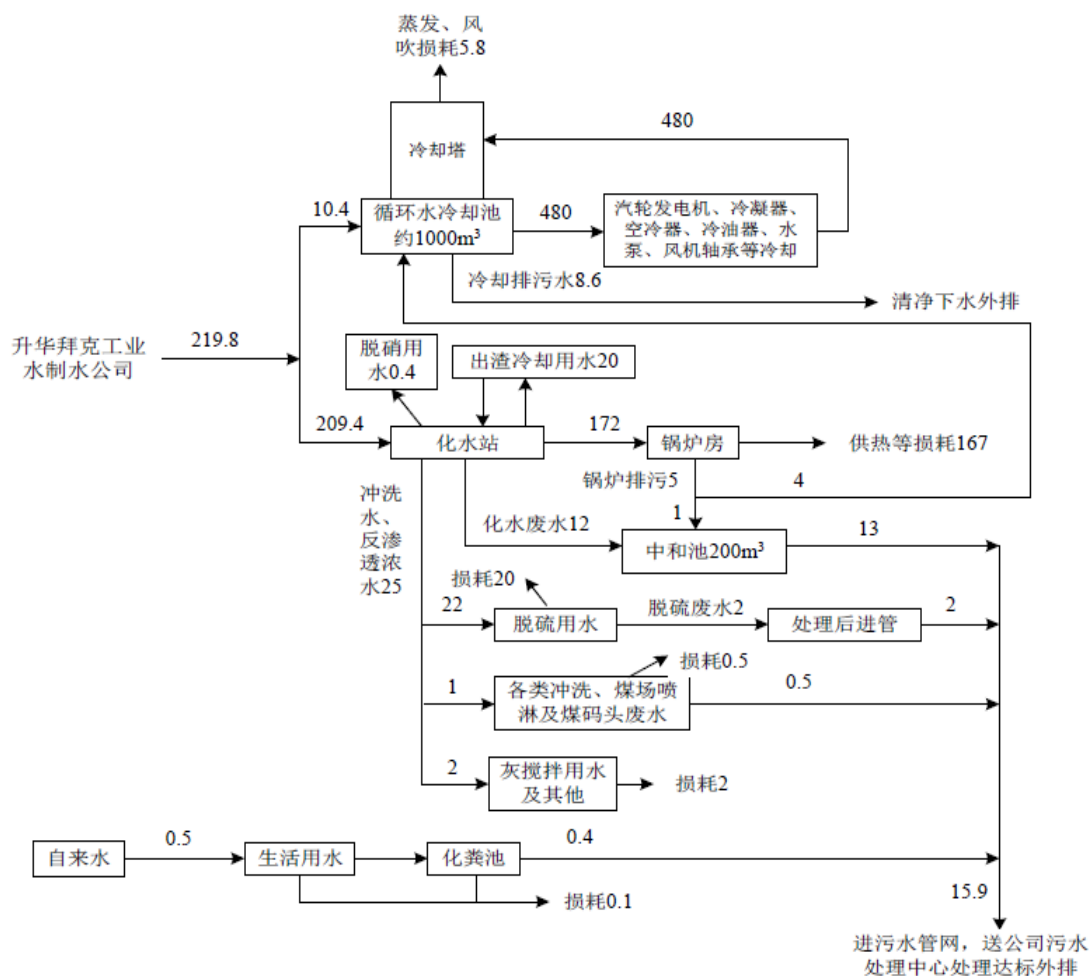 蒸发、风
吹损耗5.8
480
冷却塔
10.4
循环水冷却池
约1000m³
480
汽轮发电机、冷凝器、
空冷器、冷油器、水
泵、风机轴承等冷却
冷却排污水8.6
清净下水外排
升华拜克工业
水制水公司
219.8
脱硝用
水0.4
出渣冷却用水20
209.4
化水站
172
锅炉房
供热等损耗167
锅炉排污5
4
冲洗
水、
反渗
透浓
水25
化水废水12
1
中和池200m³
13
损耗20
22
脱硫用水
脱硫废水2
处理后进管
2
损耗0.5
1
各类冲洗、煤场喷
淋及煤码头废水
0.5
2
灰搅拌用水
及其他
损耗2
自来水
0.5
生活用水
化粪池
0.4
损耗0.1
15.9
进污水管网，送公司污水
处理中心处理达标外排